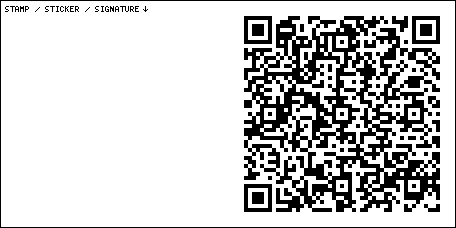 STAMP / STICKER / SIGNATURE ↓